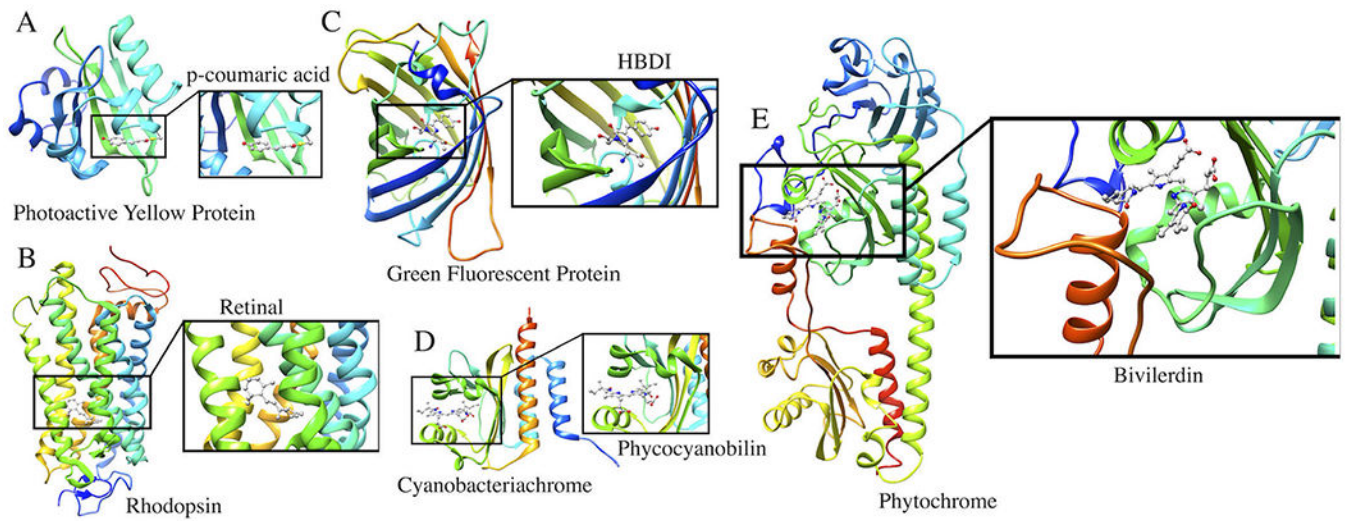 A
p-coumaric acid
Photoactive Yellow Protein
B
Retinal
Rhodopsin
C
HBDI
Green Fluorescent Protein
D
Phycocyanobilin
Cyanobacteriachrome
E
Bivilerdin
Phytochrome